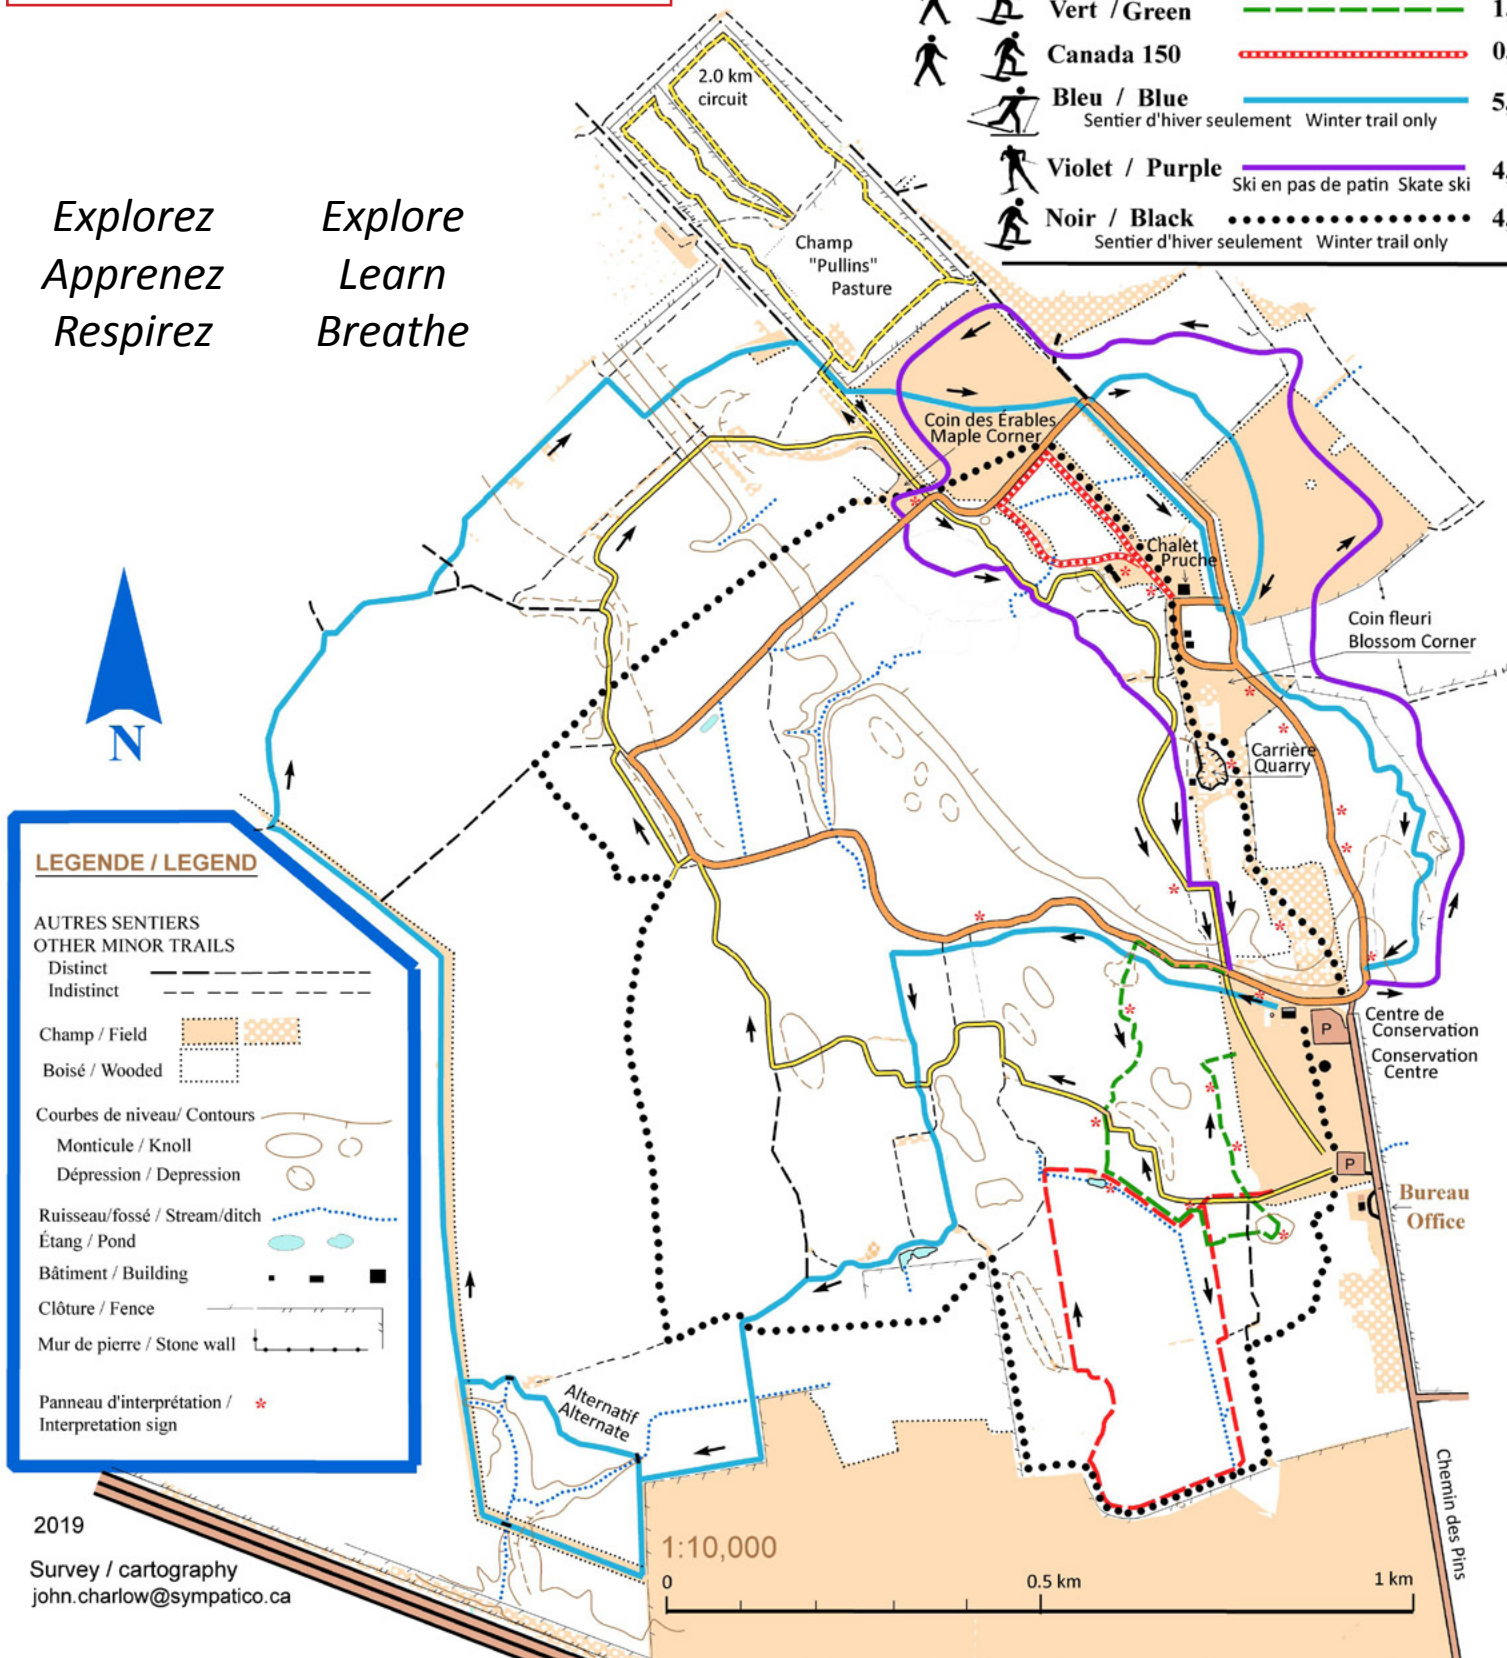 Vert / Green 1.
Canada 150 0.
Bleu / Blue 5,
Sentier d'hiver seulement Winter trail only
Violet / Purple 4,
Ski en pas de patin Skate ski
Noir / Black 4,
Sentier d'hiver seulement Winter trail only
Explorez Explore
Apprenez Learn
Respirez Breathe
2.0 km
circuit
Champ
"Pullins"
Pasture
Coin des Érables
Maple Corner
Chalet
Pruche
Coin fleuri
Blossom Corner
Carrière
Quarry
N
P
Centre de
Conservation
Conservation
Centre
P
Bureau
Office
Alternatif
Alternate
Chemin des Pins
LEGENDE / LEGEND
AUTRES SENTIERS
OTHER MINOR TRAILS
Distinct
Indistinct
Champ / Field
Boisé / Wooded
Courbes de niveau/ Contours
Monticule / Knoll
Dépression / Depression
Ruisseau/fossé / Stream/ditch
Étang / Pond
Bâtiment / Building
Clôture / Fence
Mur de pierre / Stone wall
Panneau d'interprétation /
Interpretation sign
2019
Survey / cartography
john.charlow@sympatico.ca
1:10,000
0 0.5 km 1 km